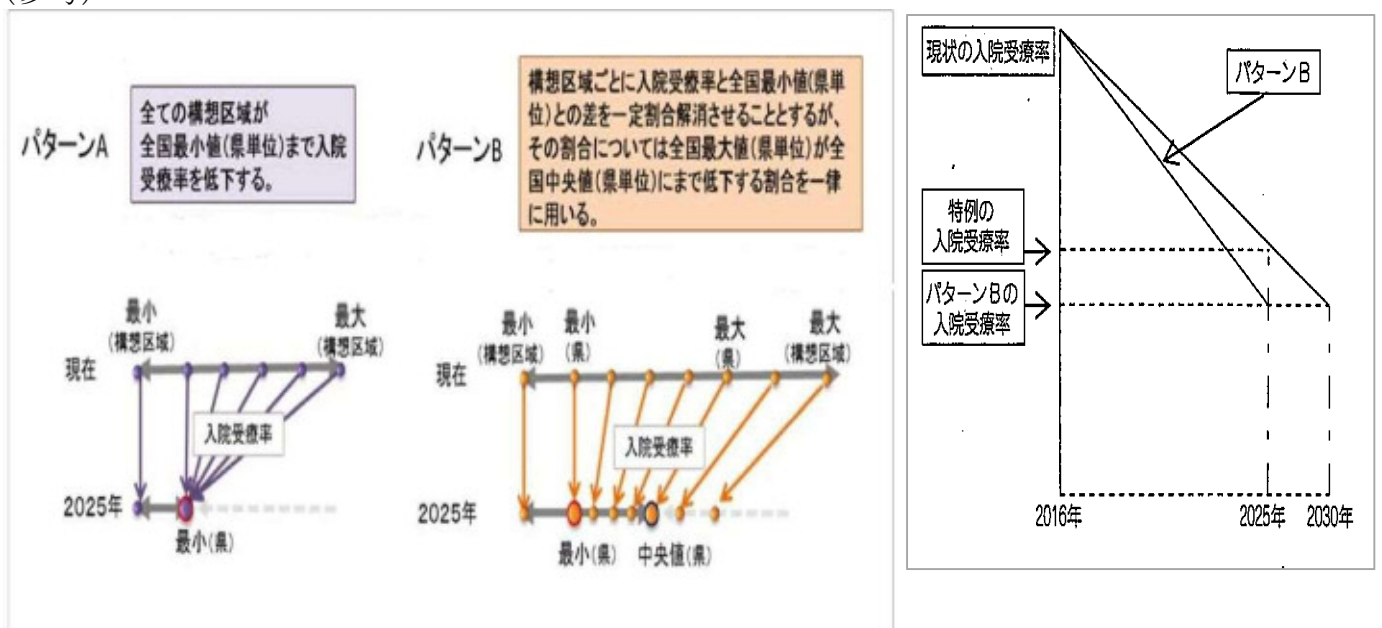 パターンA
全ての構想区域が
全国最小値(県単位)まで入院
受療率を低下する。
最小
(構想区域)
最大
(構想区域)
現在
入院受療率
2025年
最小(県)
パターンB
構想区域ごとに入院受療率と全国最小値(県単
位)との差を一定割合解消させることとするが、
その割合については全国最大値(県単位)が全
国中央値(県単位)にまで低下する割合を一律
に用いる。
最小
(構想区域)
最小
(県)
最大
(県)
最大
(構想区域)
現在
入院受療率
2025年
最小(県)
中央値(県)
現状の入院受療率
パターンB
特例の
入院受療率
パターンBの
入院受療率
2016年
2025年
2030年